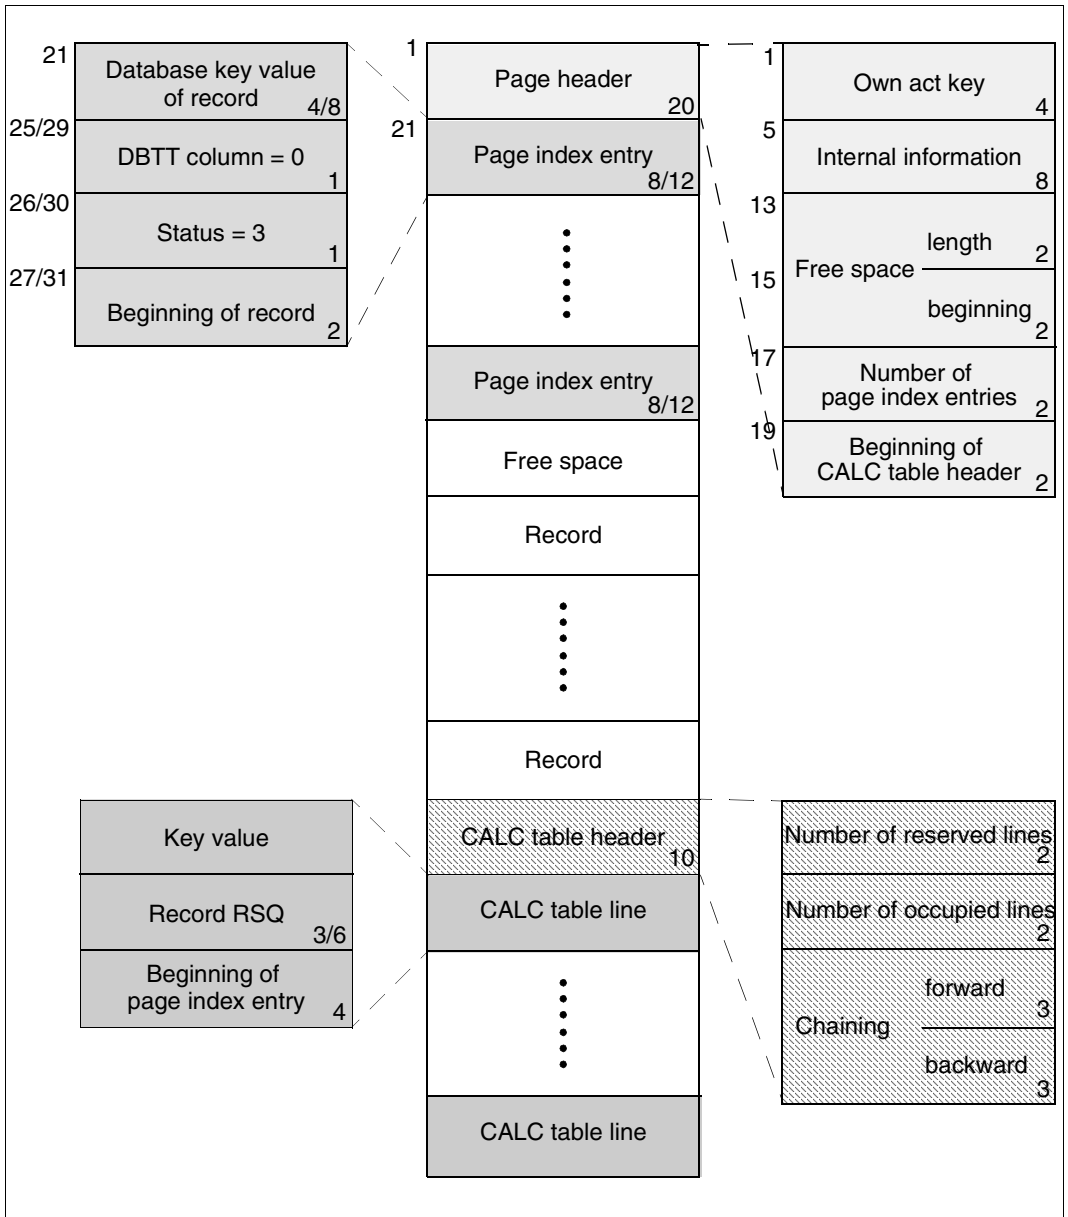 21
Database key value
of record
4/8
25/29
DBTT column = 0
1
26/30
Status = 3
1
27/31
Beginning of record
2
1
Page header
20
21
Page index entry
8/12
Page index entry
8/12
Free space
Record
Record
CALC table header
10
CALC table line
CALC table line
1
Own act key
4
5
Internal information
8
13
Free space
length
2
15
beginning
2
17
Number of
page index entries
2
19
Beginning of
CALC table header
2
Key value
Record RSQ
3/6
Beginning of
page index entry
4
Number of reserved lines
2
Number of occupied lines
2
Chaining
forward
3
backward
3